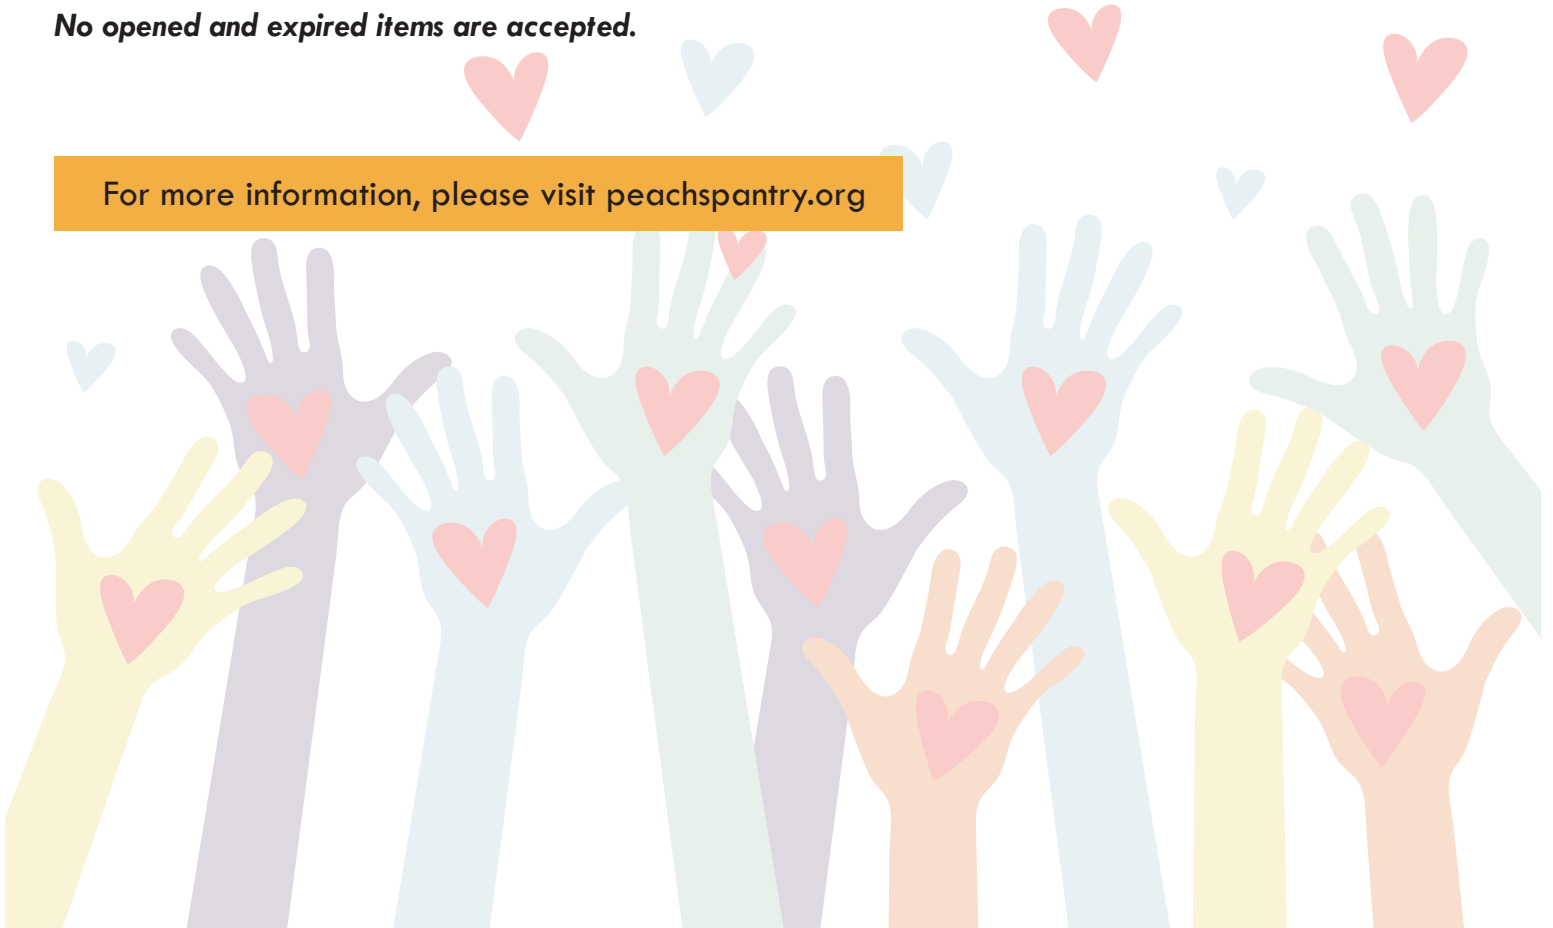 No opened and expired items are accepted.
For more information, please visit peachspantry.org